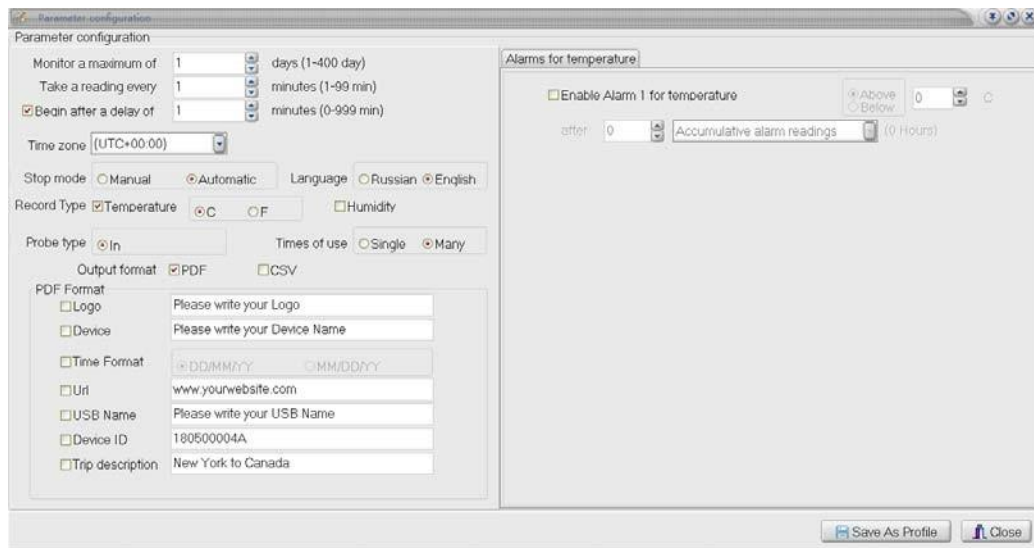 Parameter configuration
Parameter configuration
Monitor a maximum of 1 days (1-400 day)
Take a reading every 1 minutes (1-99 min)
Begin after a delay of 1 minutes (0-999 min)
Time zone (UTC+00:00)
Stop mode Manual Automatic Language Russian English
Record Type Temperature C F Humidity
Probe type In Times of use Single Many
Output format PDF CSV
PDF Format
Logo Please write your Logo
Device Please write your Device Name
Time Format DD/MM/YY MM/DD/YY
Url www.yourwebsite.com
USB Name Please write your USB Name
Device ID 180500004A
Trip description New York to Canada
Alarms for temperature
Enable Alarm 1 for temperature Above Below 0 C
after 0 Accumulative alarm readings (0 Hours)
Save As Profile Close